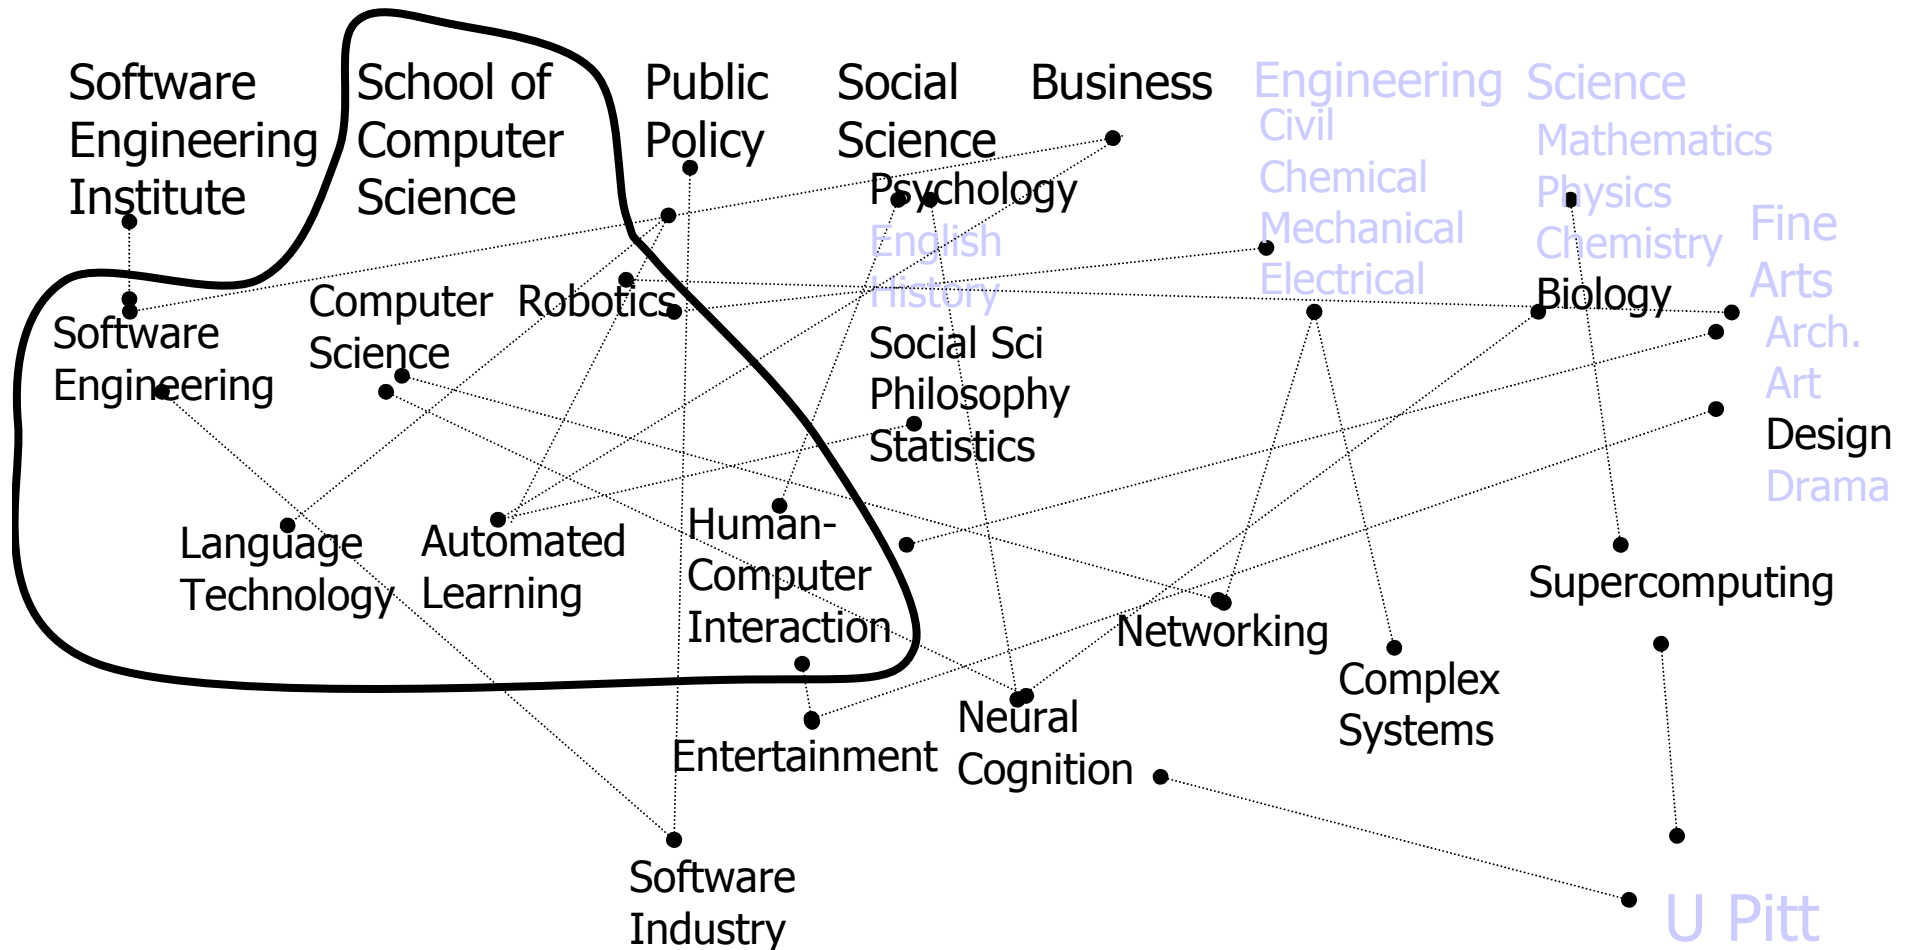 Software
Engineering
Institute
School of
Computer
Science
Public
Policy
Social
Science
Psychology
English
History
Social Sci
Philosophy
Statistics
Business
Engineering
Civil
Chemical
Mechanical
Electrical
Science
Mathematics
Physics
Chemistry
Biology
Fine
Arts
Arch.
Art
Design
Drama
Software
Engineering
Computer
Science
Robotics
Language
Technology
Automated
Learning
Human-
Computer
Interaction
Entertainment
Neural
Cognition
Networking
Complex
Systems
Supercomputing
Software
Industry
U Pitt